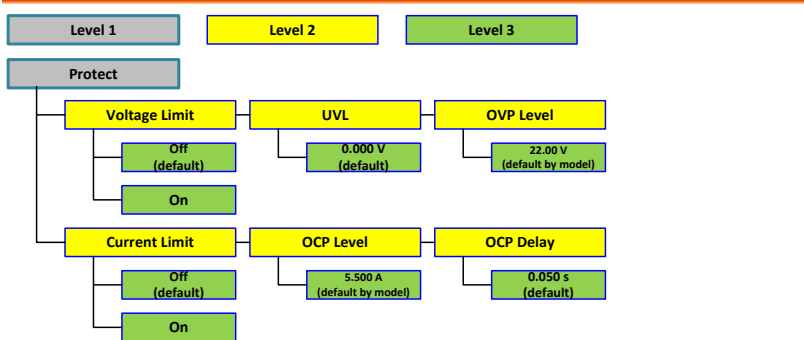 Level 1
Level 2
Level 3
Protect
Voltage Limit
UVL
OVP Level
Off
(default)
0.000 V
(default)
22.00 V
(default by model)
On
Current Limit
OCP Level
OCP Delay
Off
(default)
5.500 A
(default by model)
0.050 s
(default)
On